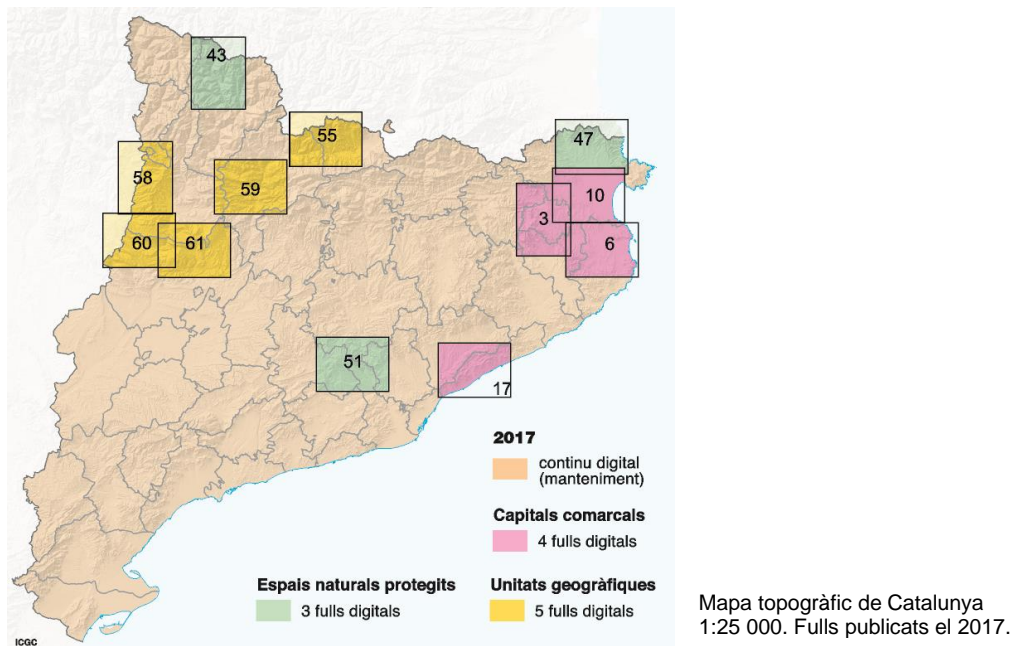 43
55
47
58
59
10
3
60
61
6
51
17
2017
continu digital
(manteniment)
Capitals comarcals
4 fulls digitals
Espais naturals protegits
3 fulls digitals
Unitats geogràfiques
5 fulls digitals
ICGC
Mapa topogràfic de Catalunya
1:25 000. Fulls publicats el 2017.